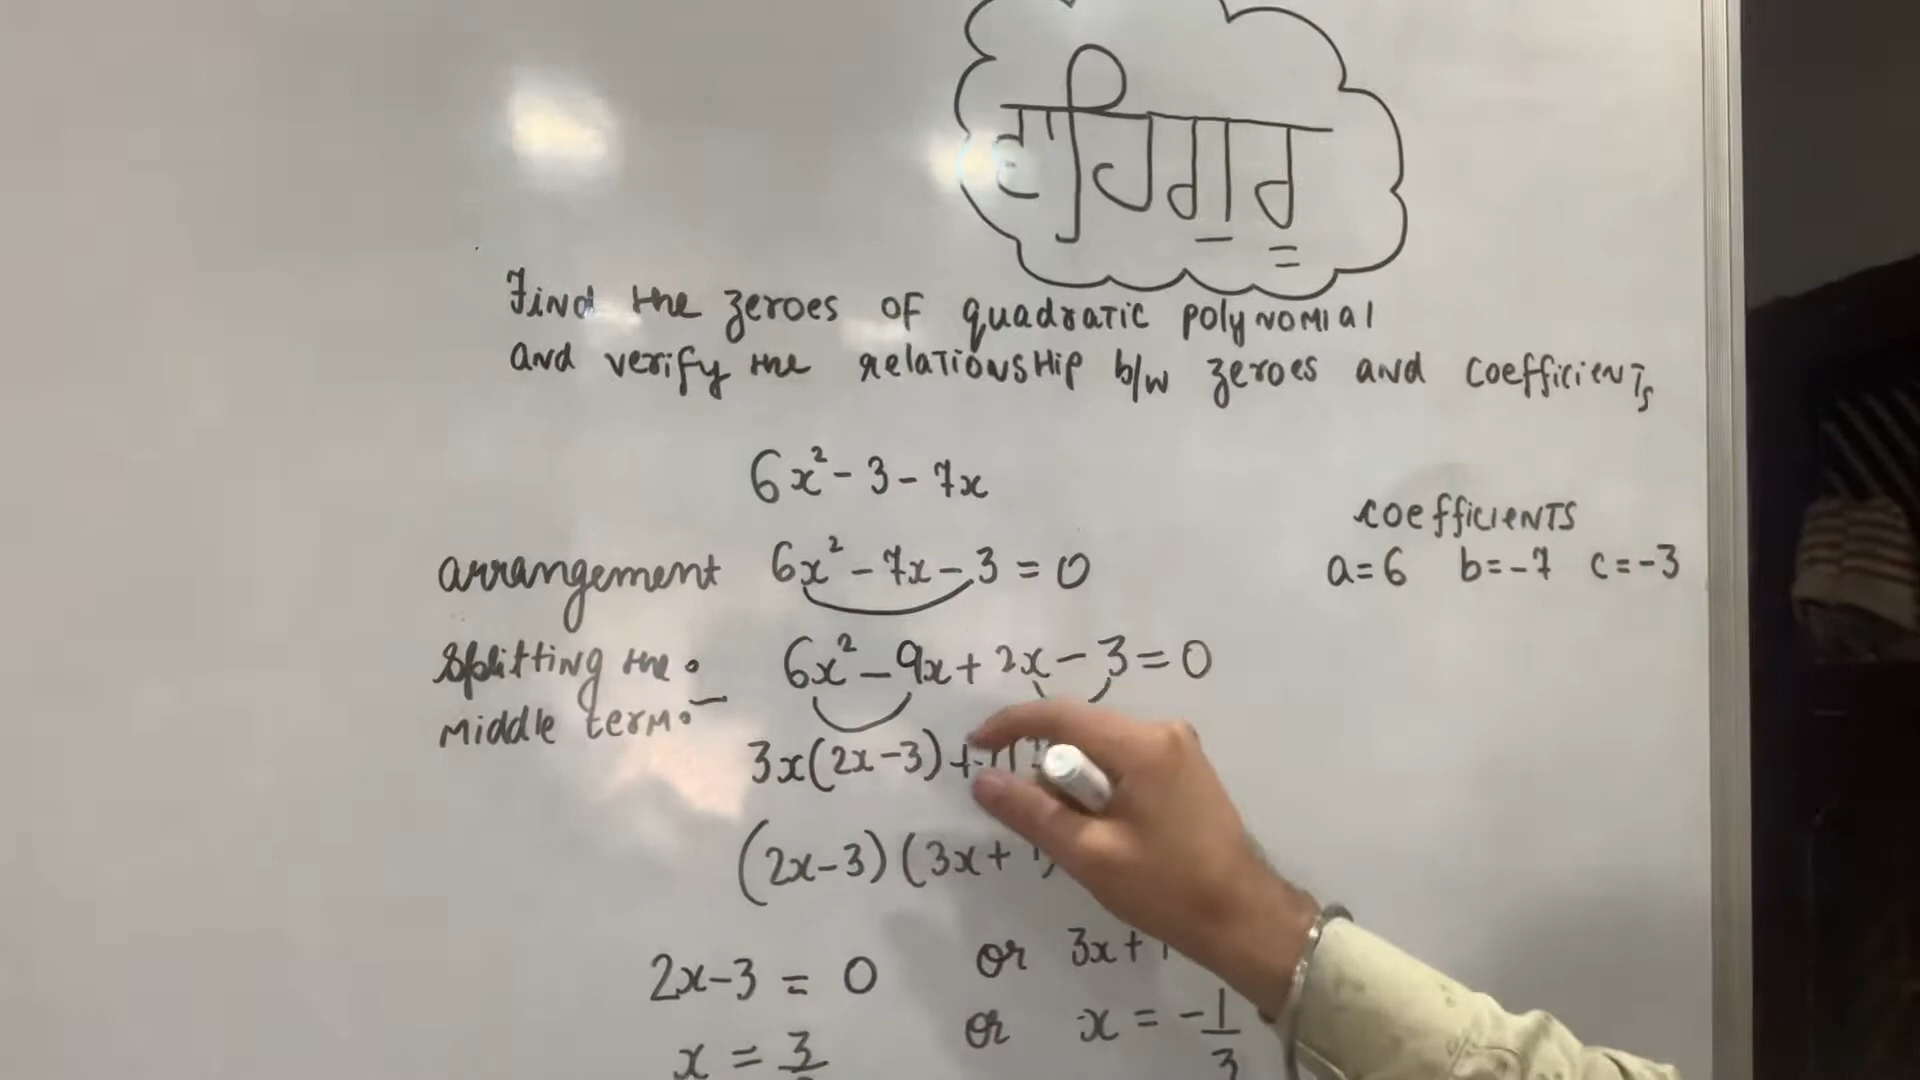 ਵਾਹਿਗੁਰੂ
Find the zeroes of quadratic polynomial
and verify the relationship b/w zeroes and coefficients
6x² - 3 - 7x
coefficients
arrangement 6x² - 7x - 3 = 0
a = 6 b = -7 c = -3
Splitting the middle term:- 6x² - 9x + 2x - 3 = 0
3x(2x-3) +
(2x-3)(3x+
2x-3 = 0 or 3x+
x = 3/ or x = -1/3